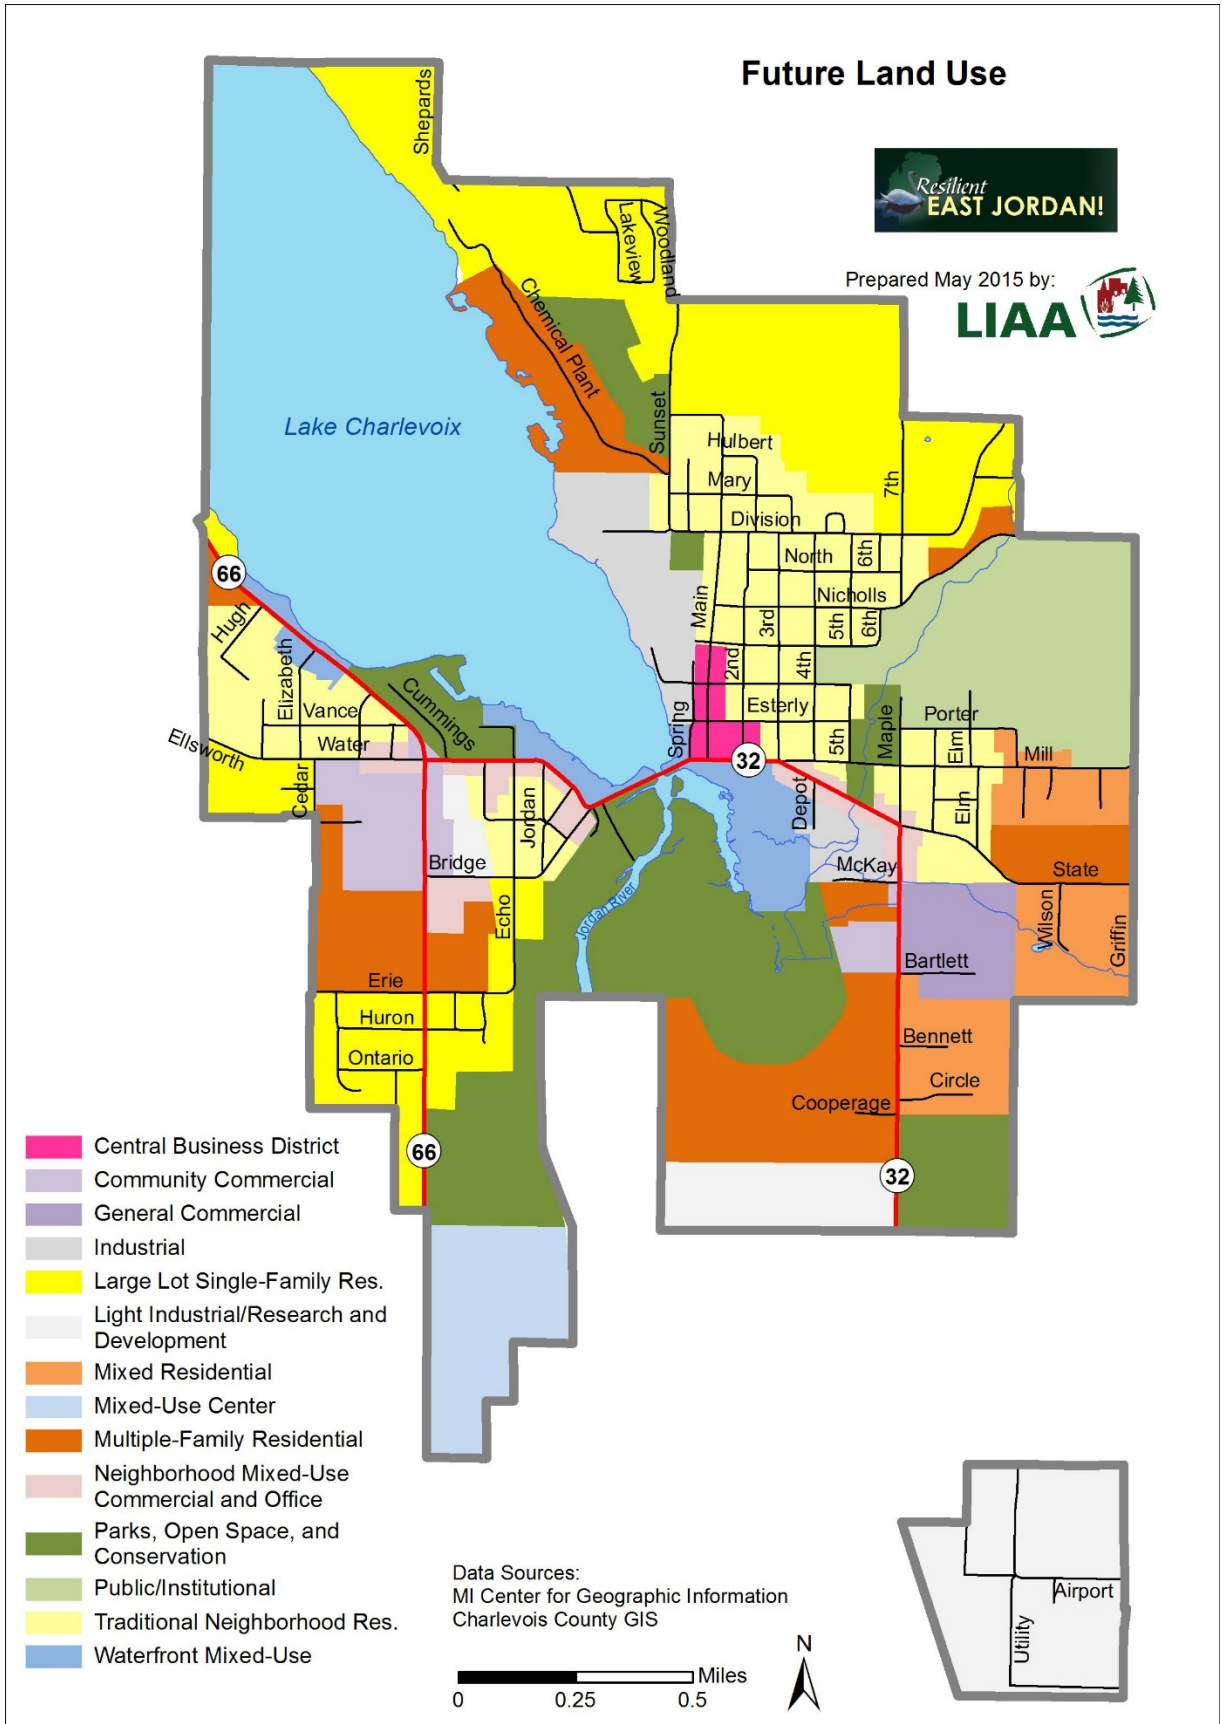 Future Land Use
Resilient
EAST JORDAN!
Prepared May 2015 by:
LIAA
Shepards
Lakeview
Woodland
Chemical Plant
Sunset
Lake Charlevoix
Hulbert
Mary
Division
7th
North
6th
Nicholls
Main
3rd
5th
6th
66
Hugh
Elizabeth
Vance
Water
Cummings
Ellsworth
Cedar
2nd
4th
Esterly
Spring
5th
Maple
Porter
Elm
Mill
32
Depot
Elm
Jordan
Bridge
McKay
State
Echo
Jordan River
Wilson
Griffin
Bartlett
Erie
Huron
Ontario
Bennett
Circle
Cooperage
66
32
Central Business District
Community Commercial
General Commercial
Industrial
Large Lot Single-Family Res.
Light Industrial/Research and
Development
Mixed Residential
Mixed-Use Center
Multiple-Family Residential
Neighborhood Mixed-Use
Commercial and Office
Parks, Open Space, and
Conservation
Public/Institutional
Traditional Neighborhood Res.
Waterfront Mixed-Use
Data Sources:
MI Center for Geographic Information
Charlevois County GIS
Miles
0 0.25 0.5
N
Airport
Utility